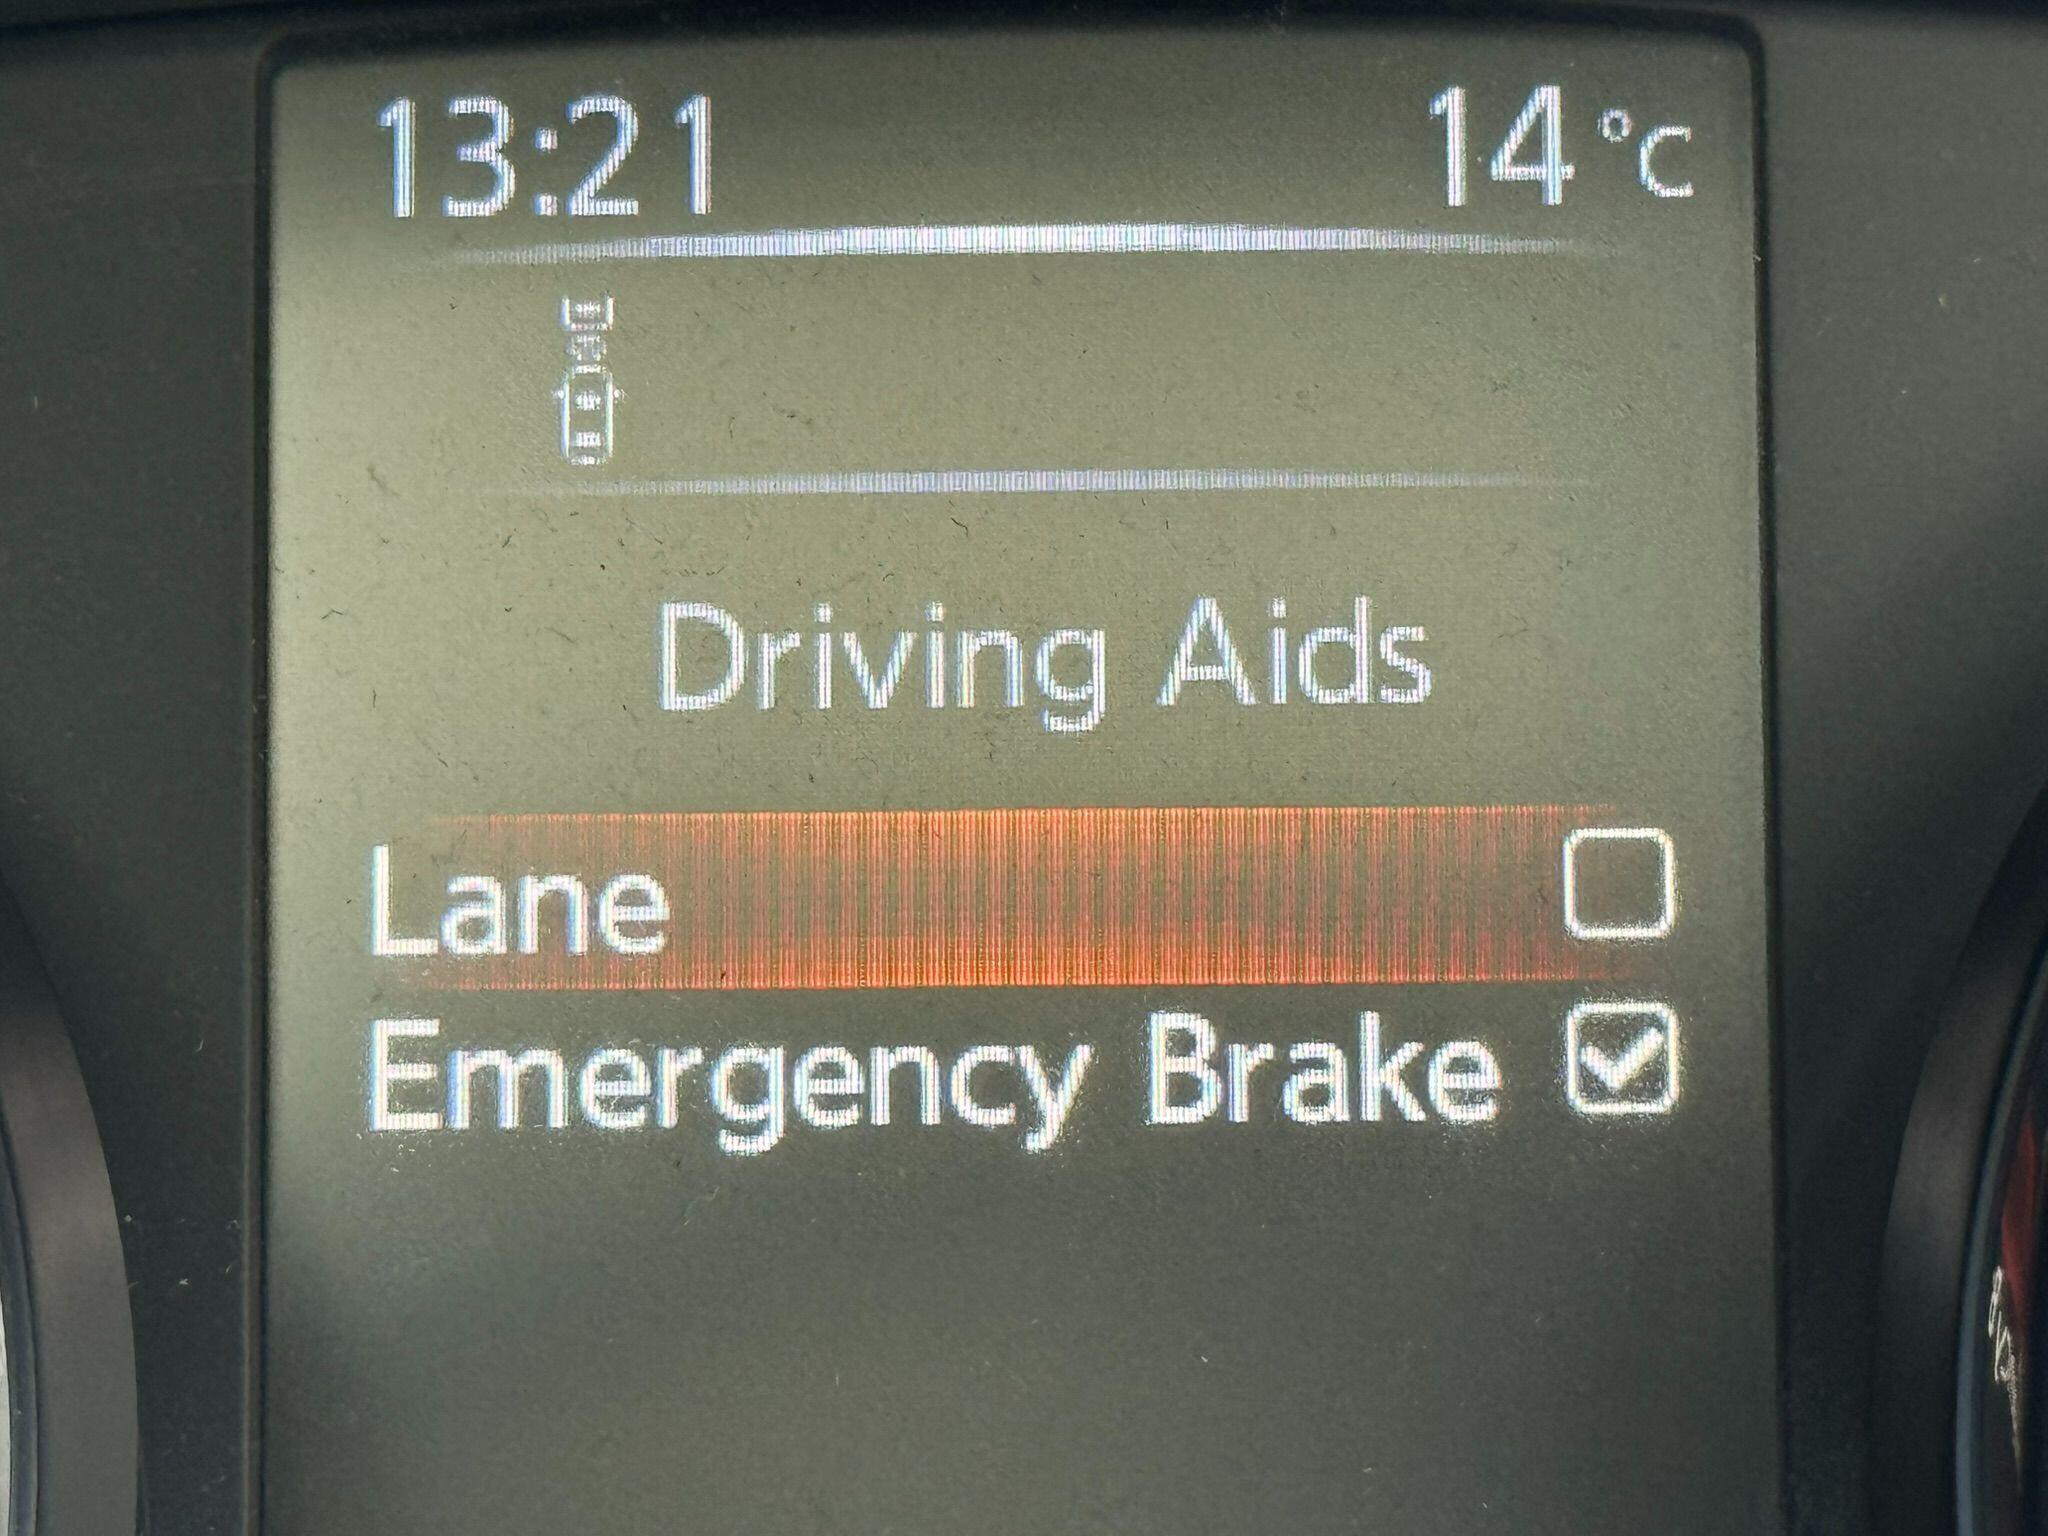 13:21 14 °C
Driving Aids
Lane
Emergency Brake